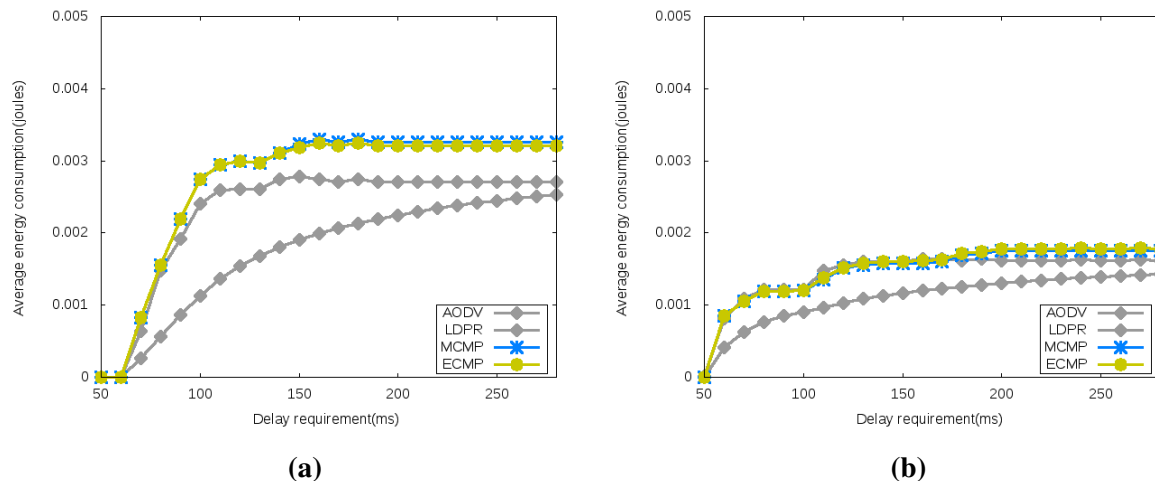 0.005
0.004
0.003
0.002
0.001
0
50
100
150
200
250
Average energy consumption(joules)
Delay requirement(ms)
AODV
LDPR
MCMP
ECMP
(a)
0.005
0.004
0.003
0.002
0.001
0
50
100
150
200
250
Average energy consumption(joules)
Delay requirement(ms)
AODV
LDPR
MCMP
ECMP
(b)